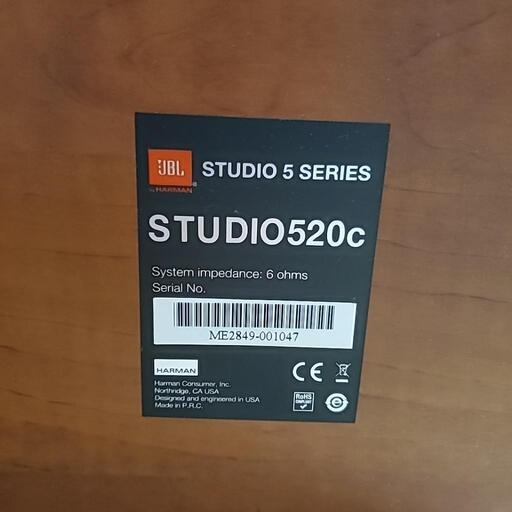 JBL
by HARMAN®
STUDIO 5 SERIES
STUDIO520c
System impedance: 6 ohms
Serial No.
ME2849-001047
HARMAN
Harman Consumer, Inc.
Northridge, CA USA
Designed and engineered in USA
Made in P.R.C.
CE
RoHS
COMPLIANT
e